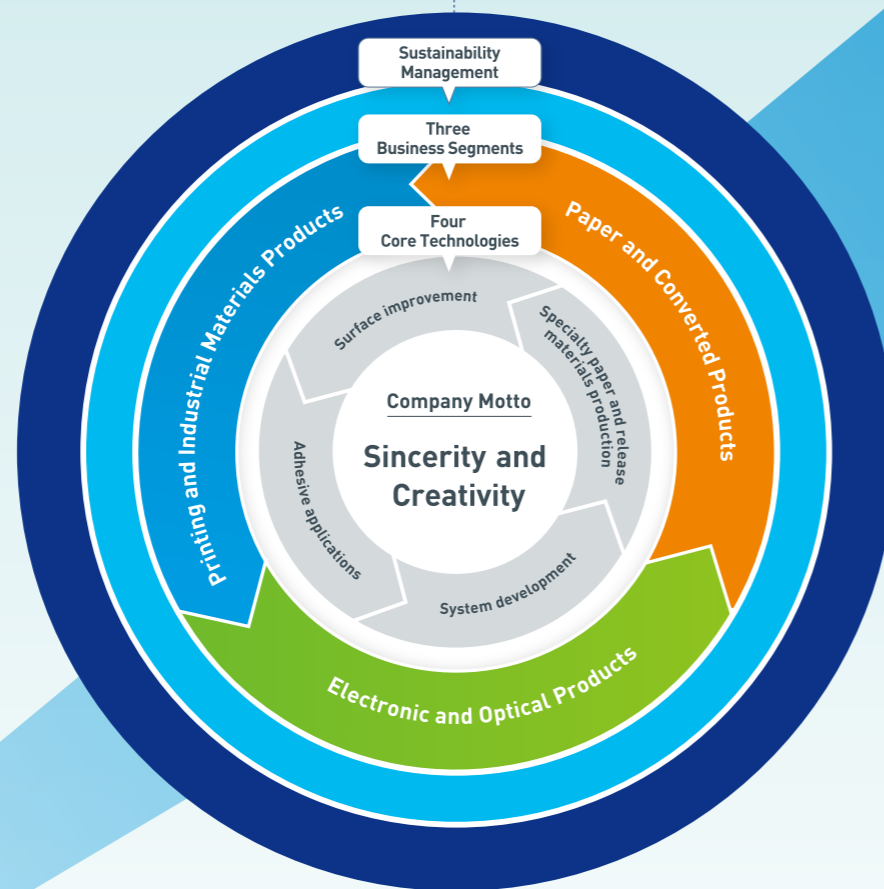 Sustainability
Management
Three
Business Segments
Four
Core Technologies
Printing and Industrial Materials Products
Paper and Converted Products
Electronic and Optical Products
Surface improvement
Specialty paper and release
materials production
Adhesive applications
System development
Company Motto
Sincerity and
Creativity